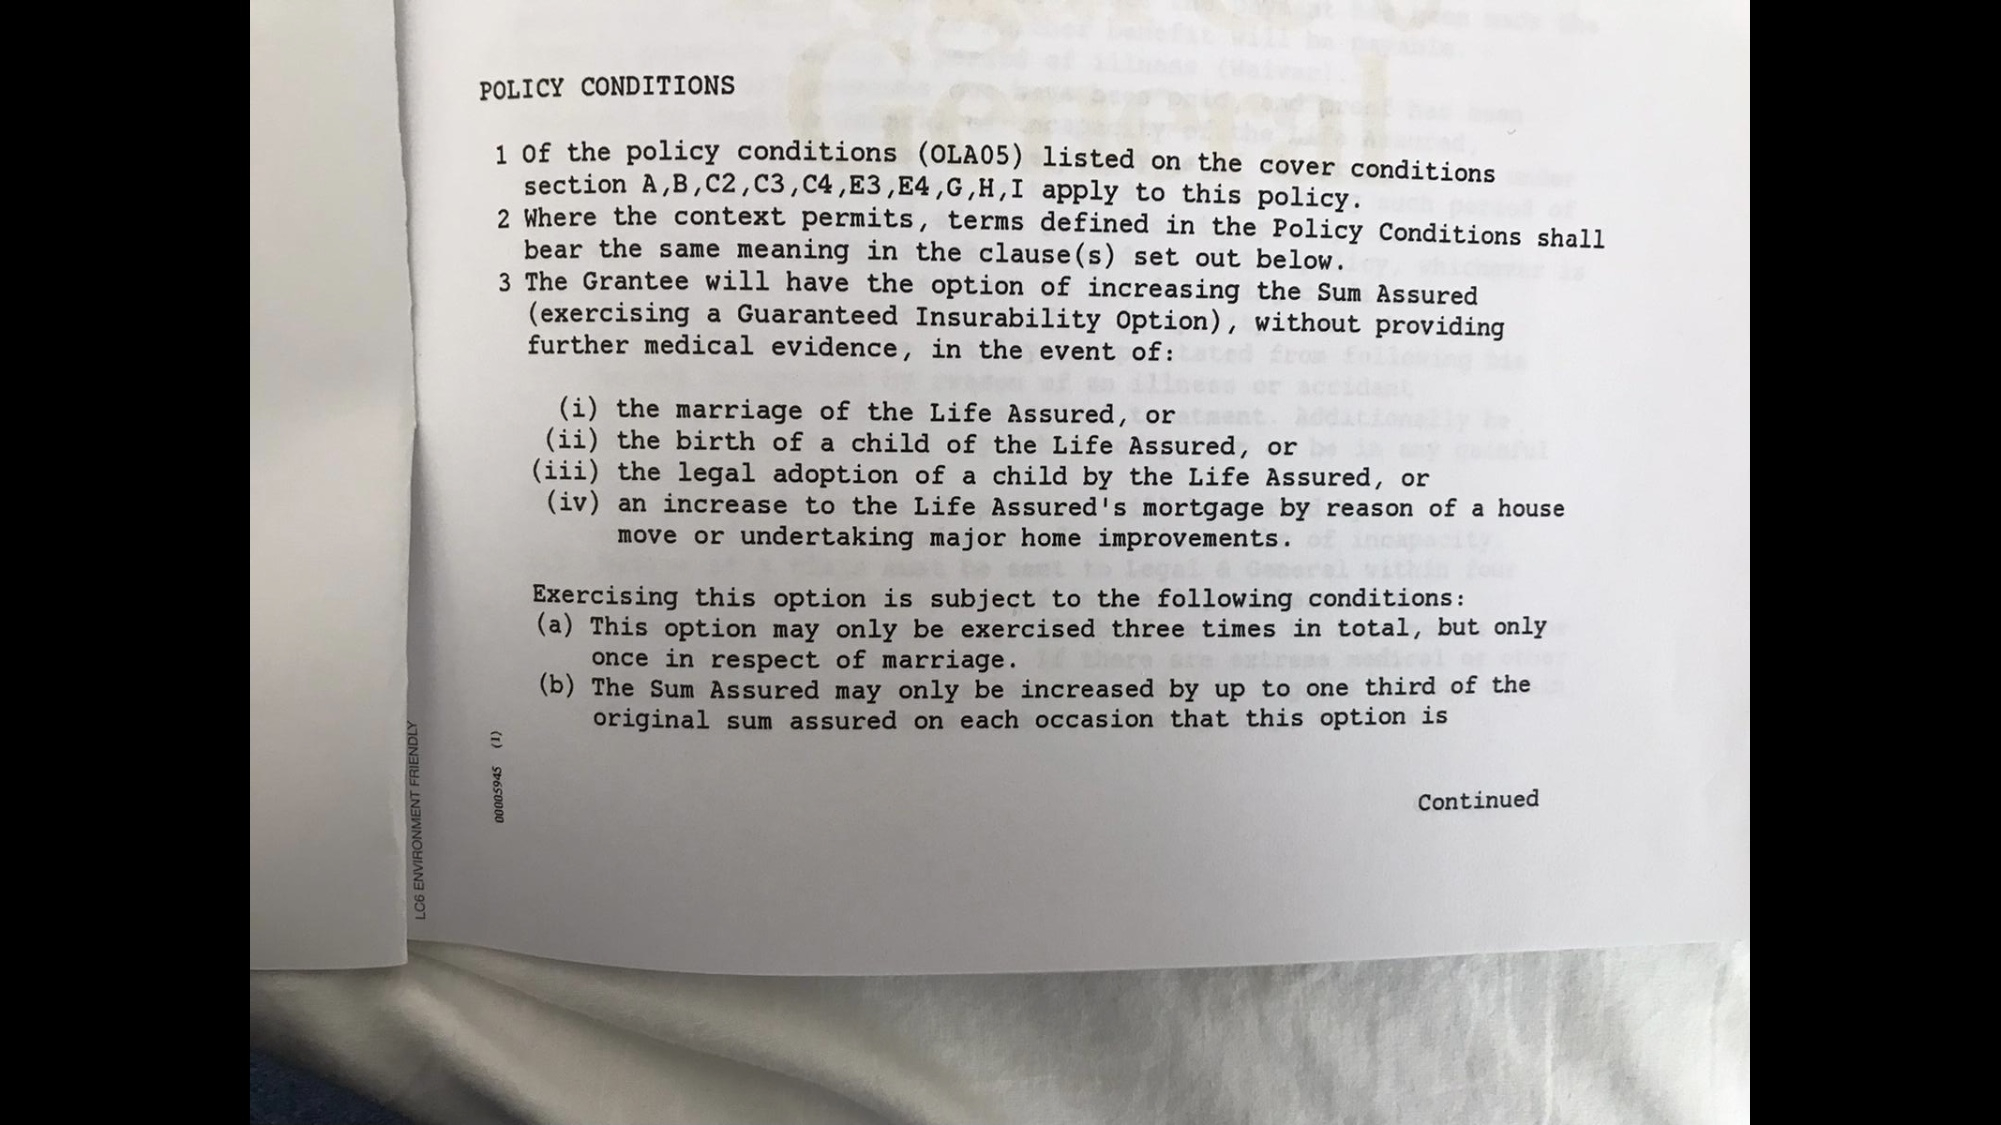 POLICY CONDITIONS
1 Of the policy conditions (OLA05) listed on the cover conditions
section A,B,C2,C3,C4,E3,E4,G,H,I apply to this policy.
2 Where the context permits, terms defined in the Policy Conditions shall
bear the same meaning in the clause(s) set out below.
3 The Grantee will have the option of increasing the Sum Assured
(exercising a Guaranteed Insurability Option), without providing
further medical evidence, in the event of:
(i) the marriage of the Life Assured, or
(ii) the birth of a child of the Life Assured, or
(iii) the legal adoption of a child by the Life Assured, or
(iv) an increase to the Life Assured's mortgage by reason of a house
move or undertaking major home improvements.
Exercising this option is subject to the following conditions:
(a) This option may only be exercised three times in total, but only
once in respect of marriage.
(b) The Sum Assured may only be increased by up to one third of the
original sum assured on each occasion that this option is
Continued
LC6 ENVIRONMENT FRIENDLY
00005945 (1)